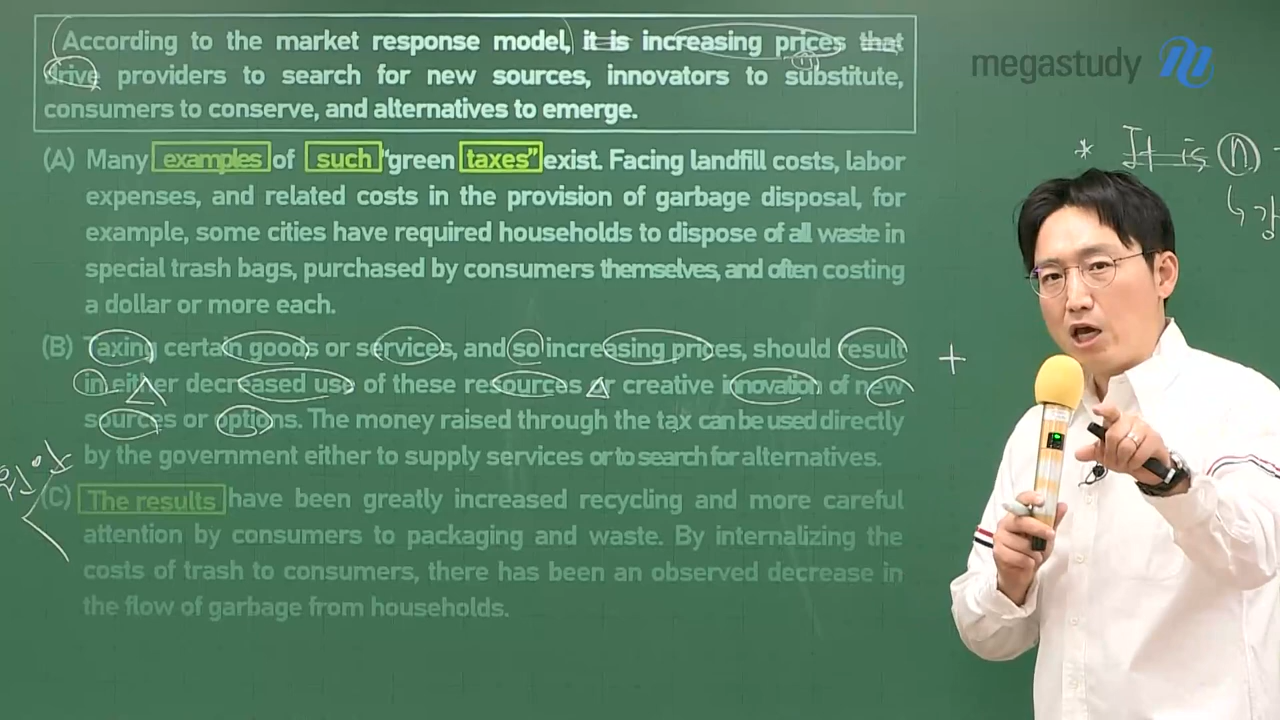 According to the market response model, it is increasing prices that
drive providers to search for new sources, innovators to substitute,
consumers to conserve, and alternatives to emerge.
megastudy
* It is ⓝ
(A) Many examples of such "green taxes" exist. Facing landfill costs, labor
expenses, and related costs in the provision of garbage disposal, for
example, some cities have required households to dispose of all waste in
special trash bags, purchased by consumers themselves, and often costing
a dollar or more each.
(B) Taxing certain goods or services, and so increasing prices, should result
in either decreased use of these resources or creative innovation of new
sources or options. The money raised through the tax can be used directly
by the government either to supply services or to search for alternatives.
(C) The results have been greatly increased recycling and more careful
attention by consumers to packaging and waste. By internalizing the
costs of trash to consumers, there has been an observed decrease in
the flow of garbage from households.